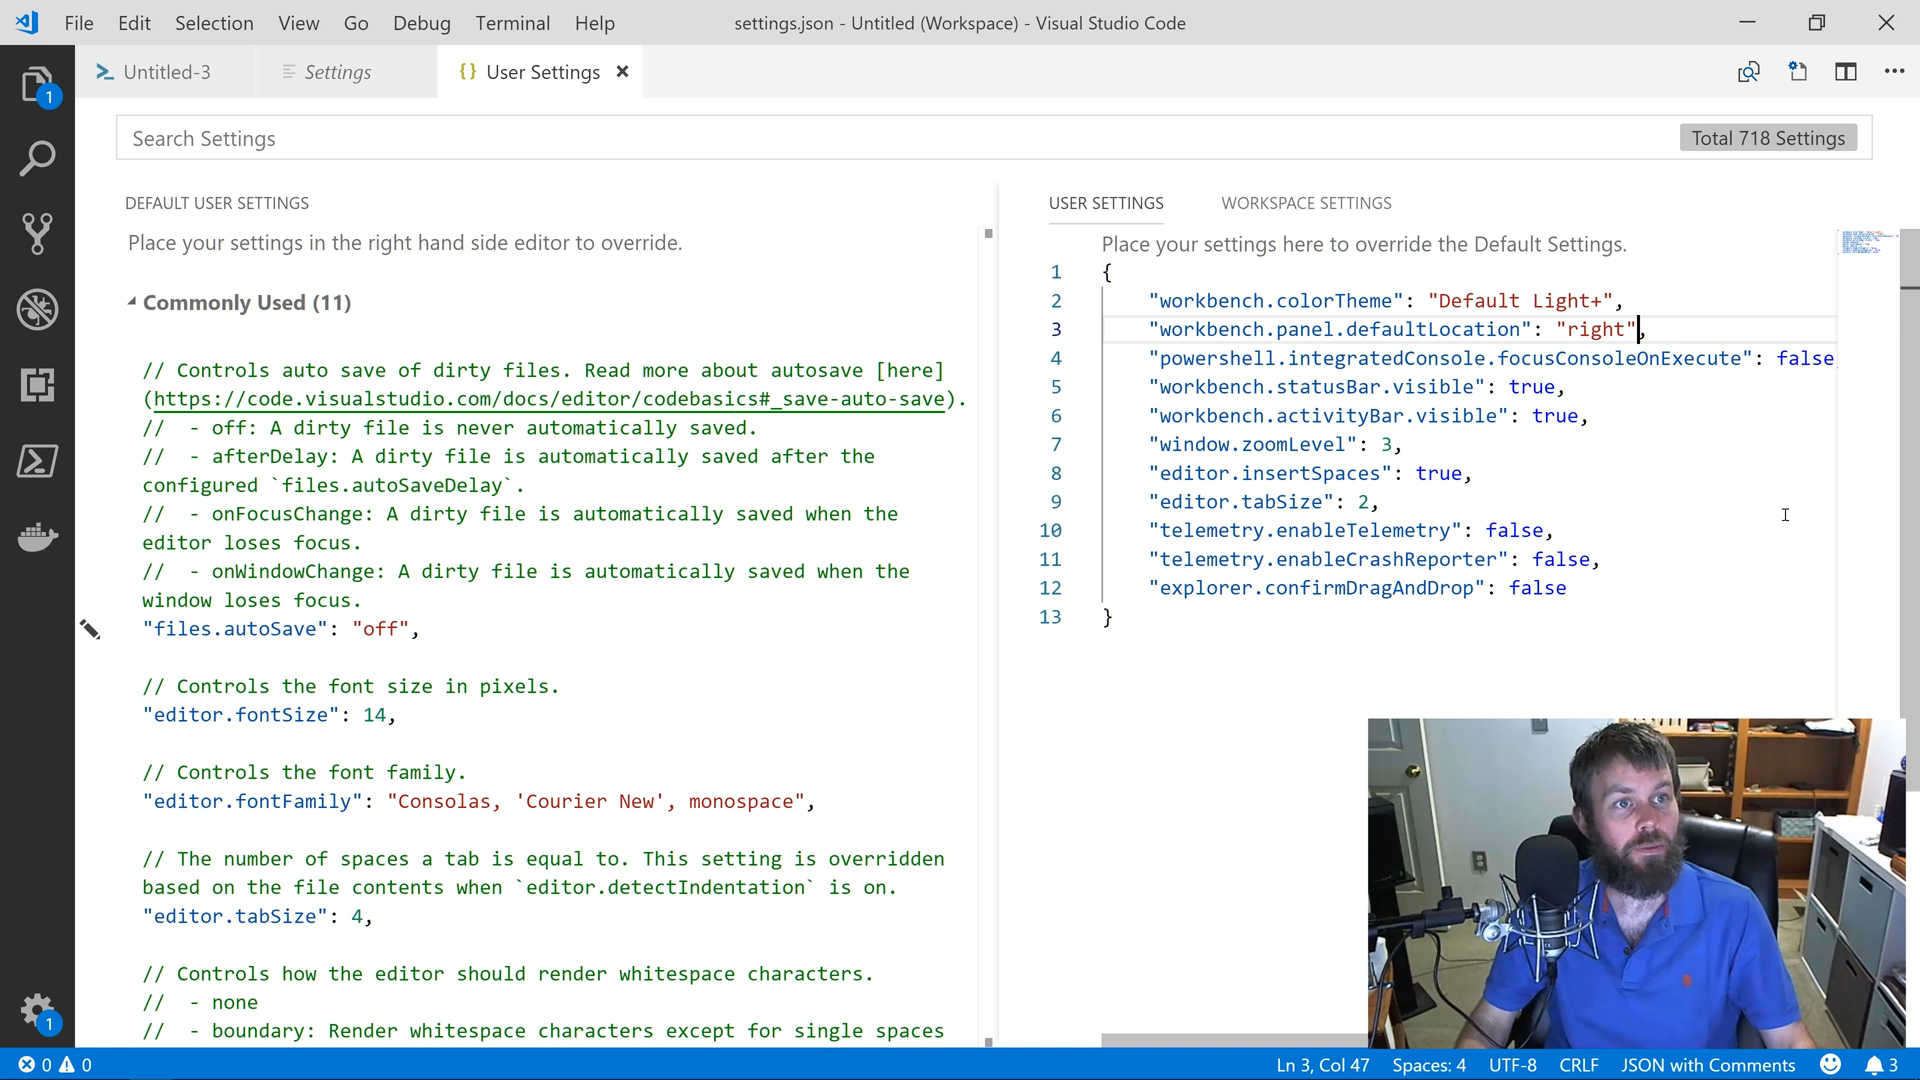 File Edit Selection View Go Debug Terminal Help settings.json - Untitled (Workspace) - Visual Studio Code
Untitled-3 Settings {} User Settings
1
Search Settings Total 718 Settings
DEFAULT USER SETTINGS
Place your settings in the right hand side editor to override.
Commonly Used (11)
// Controls auto save of dirty files. Read more about autosave [here]
(https://code.visualstudio.com/docs/editor/codebasics#_save-auto-save).
//  - off: A dirty file is never automatically saved.
//  - afterDelay: A dirty file is automatically saved after the
configured `files.autoSaveDelay`.
//  - onFocusChange: A dirty file is automatically saved when the
editor loses focus.
//  - onWindowChange: A dirty file is automatically saved when the
window loses focus.
"files.autoSave": "off",
// Controls the font size in pixels.
"editor.fontSize": 14,
// Controls the font family.
"editor.fontFamily": "Consolas, 'Courier New', monospace",
// The number of spaces a tab is equal to. This setting is overridden
based on the file contents when `editor.detectIndentation` is on.
"editor.tabSize": 4,
// Controls how the editor should render whitespace characters.
//  - none
//  - boundary: Render whitespace characters except for single spaces
USER SETTINGS WORKSPACE SETTINGS
Place your settings here to override the Default Settings.
1 {
2 "workbench.colorTheme": "Default Light+",
3 "workbench.panel.defaultLocation": "right",
4 "powershell.integratedConsole.focusConsoleOnExecute": false,
5 "workbench.statusBar.visible": true,
6 "workbench.activityBar.visible": true,
7 "window.zoomLevel": 3,
8 "editor.insertSpaces": true,
9 "editor.tabSize": 2,
10 "telemetry.enableTelemetry": false,
11 "telemetry.enableCrashReporter": false,
12 "explorer.confirmDragAndDrop": false
13 }
1
0 0 Ln 3, Col 47 Spaces: 4 UTF-8 CRLF JSON with Comments 3